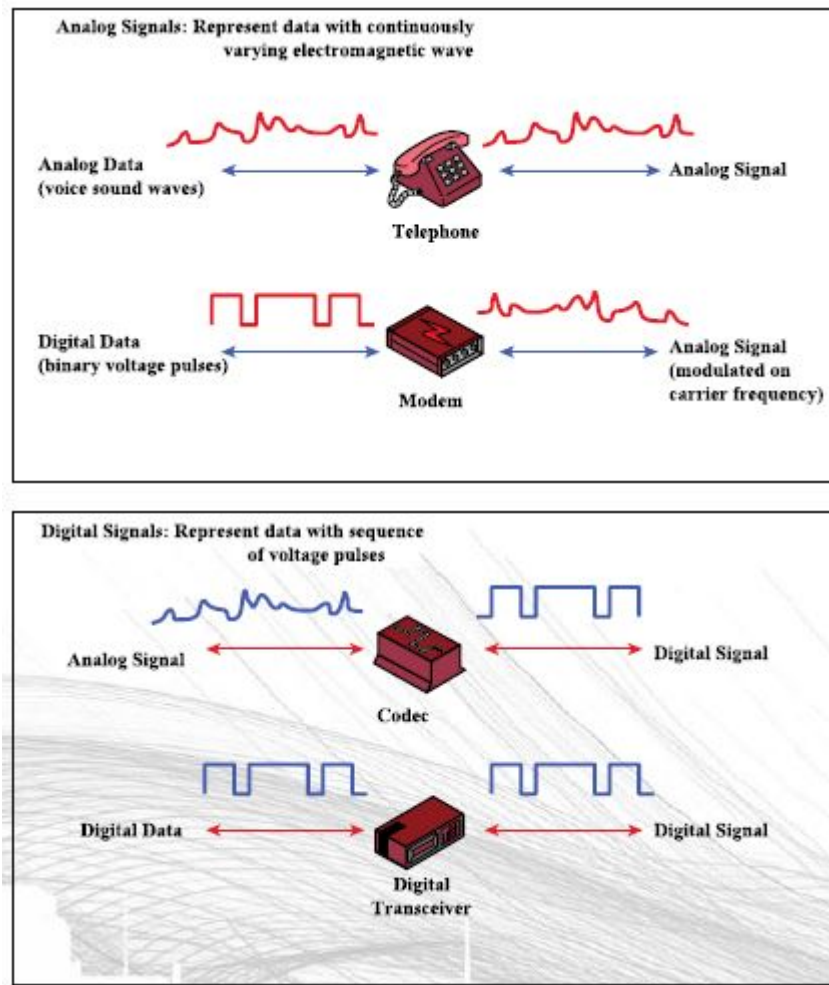 Analog Signals: Represent data with continuously
varying electromagnetic wave
Analog Data
(voice sound waves)
Analog Signal
Telephone
Digital Data
(binary voltage pulses)
Analog Signal
(modulated on
carrier frequency)
Modem
Digital Signals: Represent data with sequence
of voltage pulses
Analog Signal
Digital Signal
Codec
Digital Data
Digital Signal
Digital
Transceiver